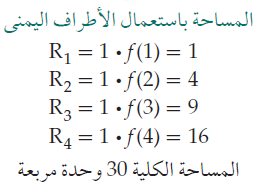 المساحة باستعمال الأطراف اليمنى
R₁ = 1 • f(1) = 1
R₂ = 1 • f(2) = 4
R₃ = 1 • f(3) = 9
R₄ = 1 • f(4) = 16
المساحة الكلية 30 وحدة مربعة